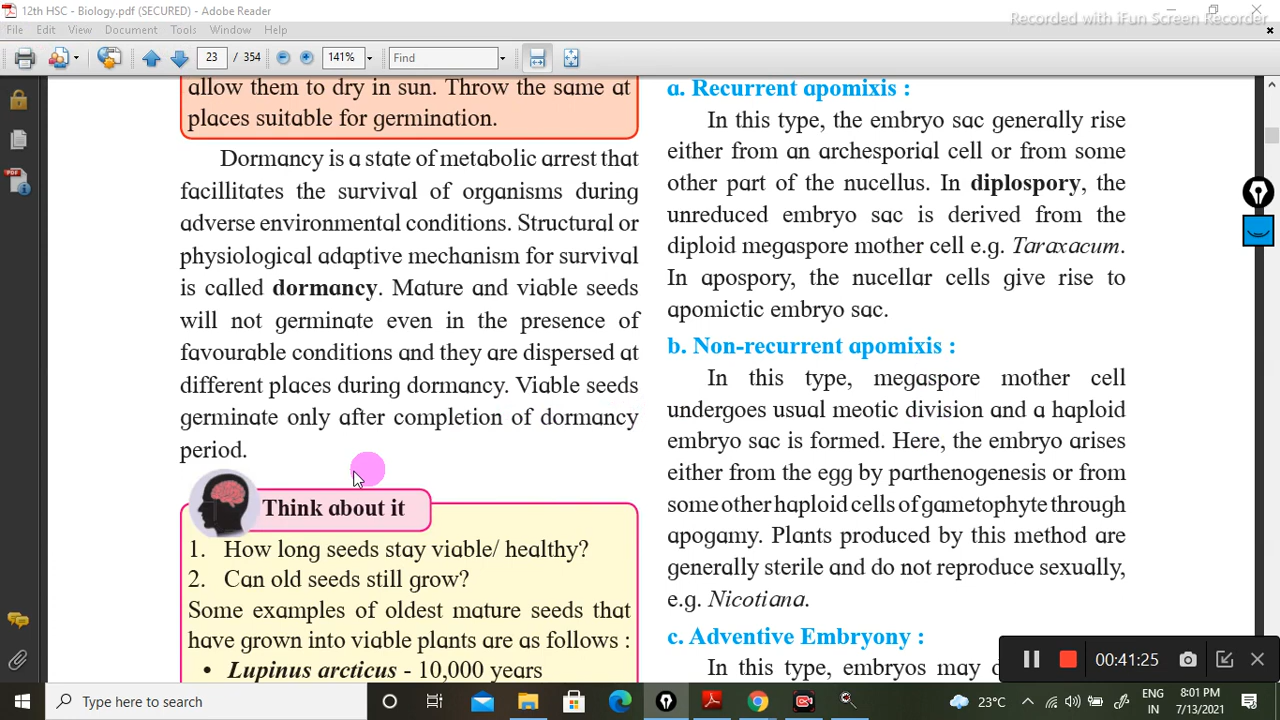 12th HSC - Biology.pdf (SECURED) - Adobe Reader
Recorded with iFun Screen Recorder
File Edit View Document Tools Window Help
23 / 354 141% Find
allow them to dry in sun. Throw the same at
places suitable for germination.
Dormancy is a state of metabolic arrest that
facillitates the survival of organisms during
adverse environmental conditions. Structural or
physiological adaptive mechanism for survival
is called dormancy. Mature and viable seeds
will not germinate even in the presence of
favourable conditions and they are dispersed at
different places during dormancy. Viable seeds
germinate only after completion of dormancy
period.
Think about it
1. How long seeds stay viable/ healthy?
2. Can old seeds still grow?
Some examples of oldest mature seeds that
have grown into viable plants are as follows :
• Lupinus arcticus - 10,000 years
a. Recurrent apomixis :
In this type, the embryo sac generally rise
either from an archesporial cell or from some
other part of the nucellus. In diplospory, the
unreduced embryo sac is derived from the
diploid megaspore mother cell e.g. Taraxacum.
In apospory, the nucellar cells give rise to
apomictic embryo sac.
b. Non-recurrent apomixis :
In this type, megaspore mother cell
undergoes usual meotic division and a haploid
embryo sac is formed. Here, the embryo arises
either from the egg by parthenogenesis or from
some other haploid cells of gametophyte through
apogamy. Plants produced by this method are
generally sterile and do not reproduce sexually,
e.g. Nicotiana.
c. Adventive Embryony :
In this type, embryos may d
00:41:25
Type here to search
23°C
ENG
IN
8:01 PM
7/13/2021